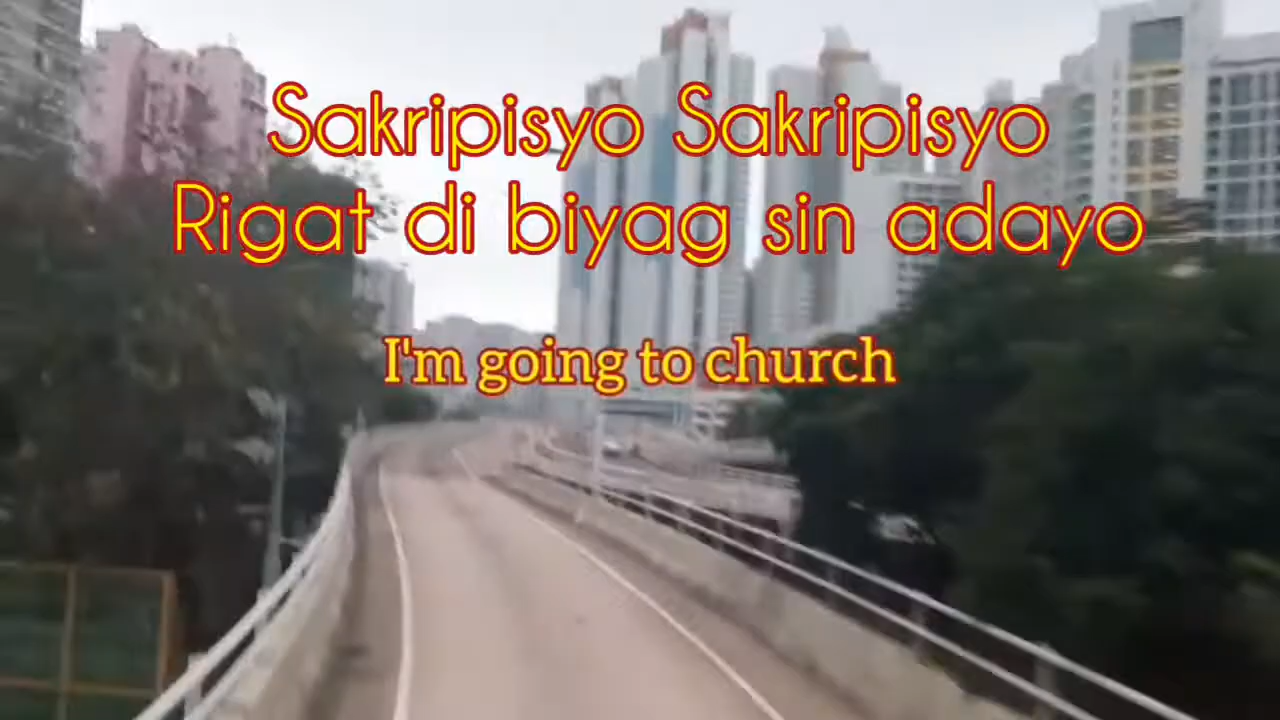 Sakripisyo Sakripisyo
Rigat di biyag sin adayo
I'm going to church